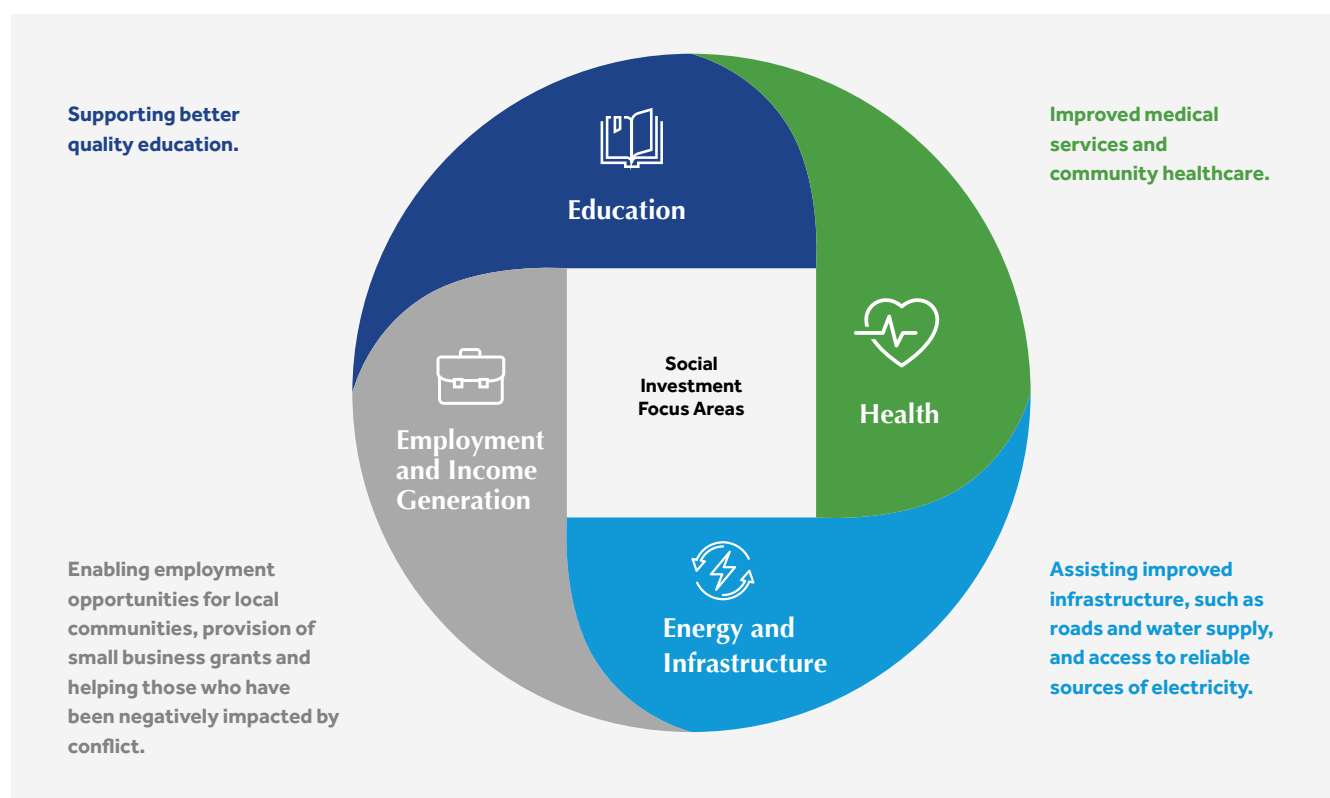 Supporting better
quality education.
Education
Improved medical
services and
community healthcare.
Health
Social
Investment
Focus Areas
Employment
and Income
Generation
Energy and
Infrastructure
Enabling employment
opportunities for local
communities, provision of
small business grants and
helping those who have
been negatively impacted by
conflict.
Assisting improved
infrastructure, such as
roads and water supply,
and access to reliable
sources of electricity.